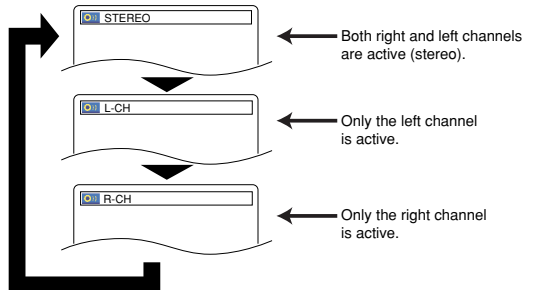 STEREO
Both right and left channels
are active (stereo).
L-CH
Only the left channel
is active.
R-CH
Only the right channel
is active.